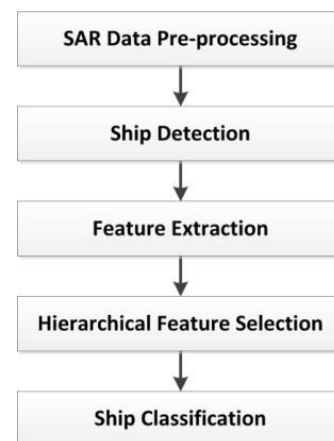 SAR Data Pre-processing
Ship Detection
Feature Extraction
Hierarchical Feature Selection
Ship Classification